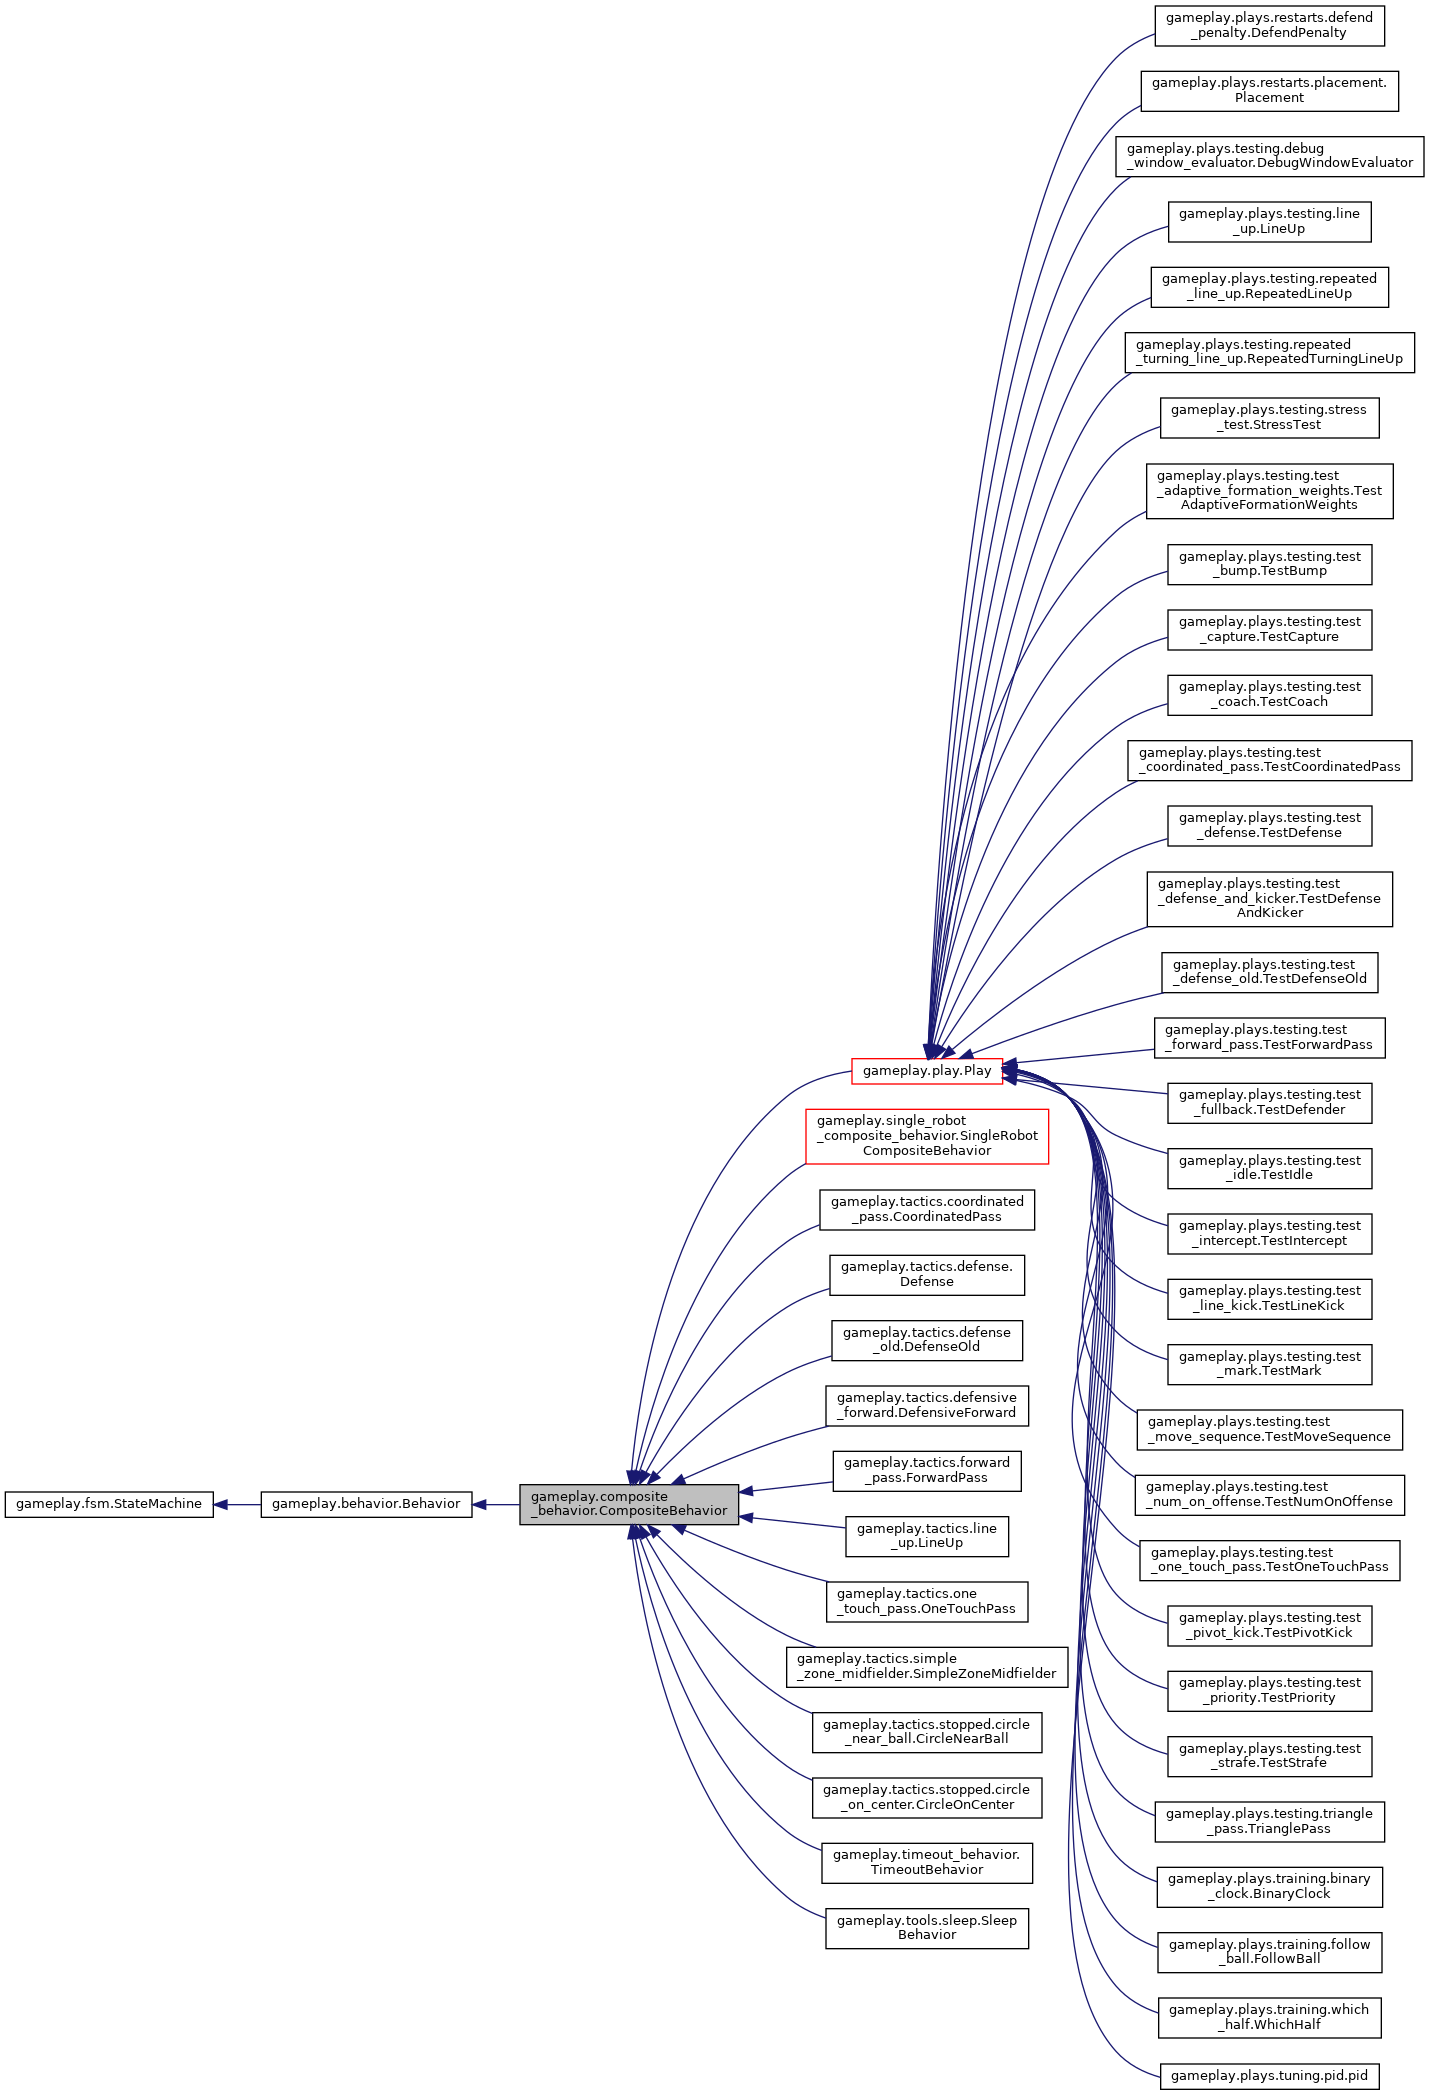 gameplay.fsm.StateMachine
gameplay.behavior.Behavior
gameplay.composite
_behavior.CompositeBehavior
gameplay.play.Play
gameplay.single_robot
_composite_behavior.SingleRobot
CompositeBehavior
gameplay.tactics.coordinated
_pass.CoordinatedPass
gameplay.tactics.defense.
Defense
gameplay.tactics.defense
_old.DefenseOld
gameplay.tactics.defensive
_forward.DefensiveForward
gameplay.tactics.forward
_pass.ForwardPass
gameplay.tactics.line
_up.LineUp
gameplay.tactics.one
_touch_pass.OneTouchPass
gameplay.tactics.simple
_zone_midfielder.SimpleZoneMidfielder
gameplay.tactics.stopped.circle
_near_ball.CircleNearBall
gameplay.tactics.stopped.circle
_on_center.CircleOnCenter
gameplay.timeout_behavior.
TimeoutBehavior
gameplay.tools.sleep.Sleep
Behavior
gameplay.plays.restarts.defend
_penalty.DefendPenalty
gameplay.plays.restarts.placement.
Placement
gameplay.plays.testing.debug
_window_evaluator.DebugWindowEvaluator
gameplay.plays.testing.line
_up.LineUp
gameplay.plays.testing.repeated
_line_up.RepeatedLineUp
gameplay.plays.testing.repeated
_turning_line_up.RepeatedTurningLineUp
gameplay.plays.testing.stress
_test.StressTest
gameplay.plays.testing.test
_adaptive_formation_weights.Test
AdaptiveFormationWeights
gameplay.plays.testing.test
_bump.TestBump
gameplay.plays.testing.test
_capture.TestCapture
gameplay.plays.testing.test
_coach.TestCoach
gameplay.plays.testing.test
_coordinated_pass.TestCoordinatedPass
gameplay.plays.testing.test
_defense.TestDefense
gameplay.plays.testing.test
_defense_and_kicker.TestDefense
AndKicker
gameplay.plays.testing.test
_defense_old.TestDefenseOld
gameplay.plays.testing.test
_forward_pass.TestForwardPass
gameplay.plays.testing.test
_fullback.TestDefender
gameplay.plays.testing.test
_idle.TestIdle
gameplay.plays.testing.test
_intercept.TestIntercept
gameplay.plays.testing.test
_line_kick.TestLineKick
gameplay.plays.testing.test
_mark.TestMark
gameplay.plays.testing.test
_move_sequence.TestMoveSequence
gameplay.plays.testing.test
_num_on_offense.TestNumOnOffense
gameplay.plays.testing.test
_one_touch_pass.TestOneTouchPass
gameplay.plays.testing.test
_pivot_kick.TestPivotKick
gameplay.plays.testing.test
_priority.TestPriority
gameplay.plays.testing.test
_strafe.TestStrafe
gameplay.plays.testing.triangle
_pass.TrianglePass
gameplay.plays.training.binary
_clock.BinaryClock
gameplay.plays.training.follow
_ball.FollowBall
gameplay.plays.training.which
_half.WhichHalf
gameplay.plays.tuning.pid.pid